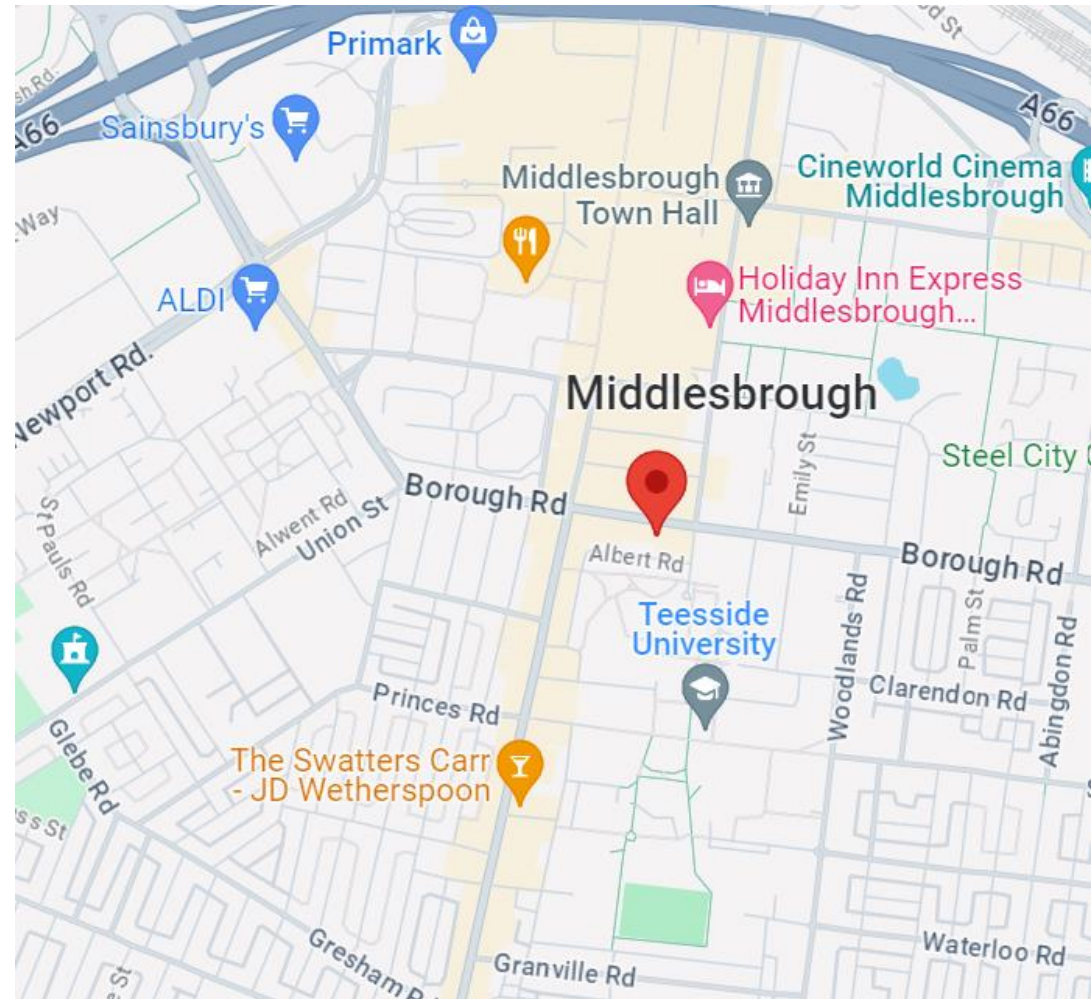 Primark
A66
Sainsbury's
A66
Cineworld Cinema
Middlesbrough
Middlesbrough
Town Hall
Way
Holiday Inn Express
Middlesbrough...
ALDI
Newport Rd.
Middlesbrough
Emily St
Steel City
Borough Rd
Alwent Rd
Union St
St Pauls Rd
Albert Rd
Borough Rd
Teesside
University
Woodlands Rd
Palm St
Abingdon Rd
Clarendon Rd
Princes Rd
Glebe Rd
The Swatters Carr
- JD Wetherspoon
Gresham
Granville Rd
Waterloo Rd
St